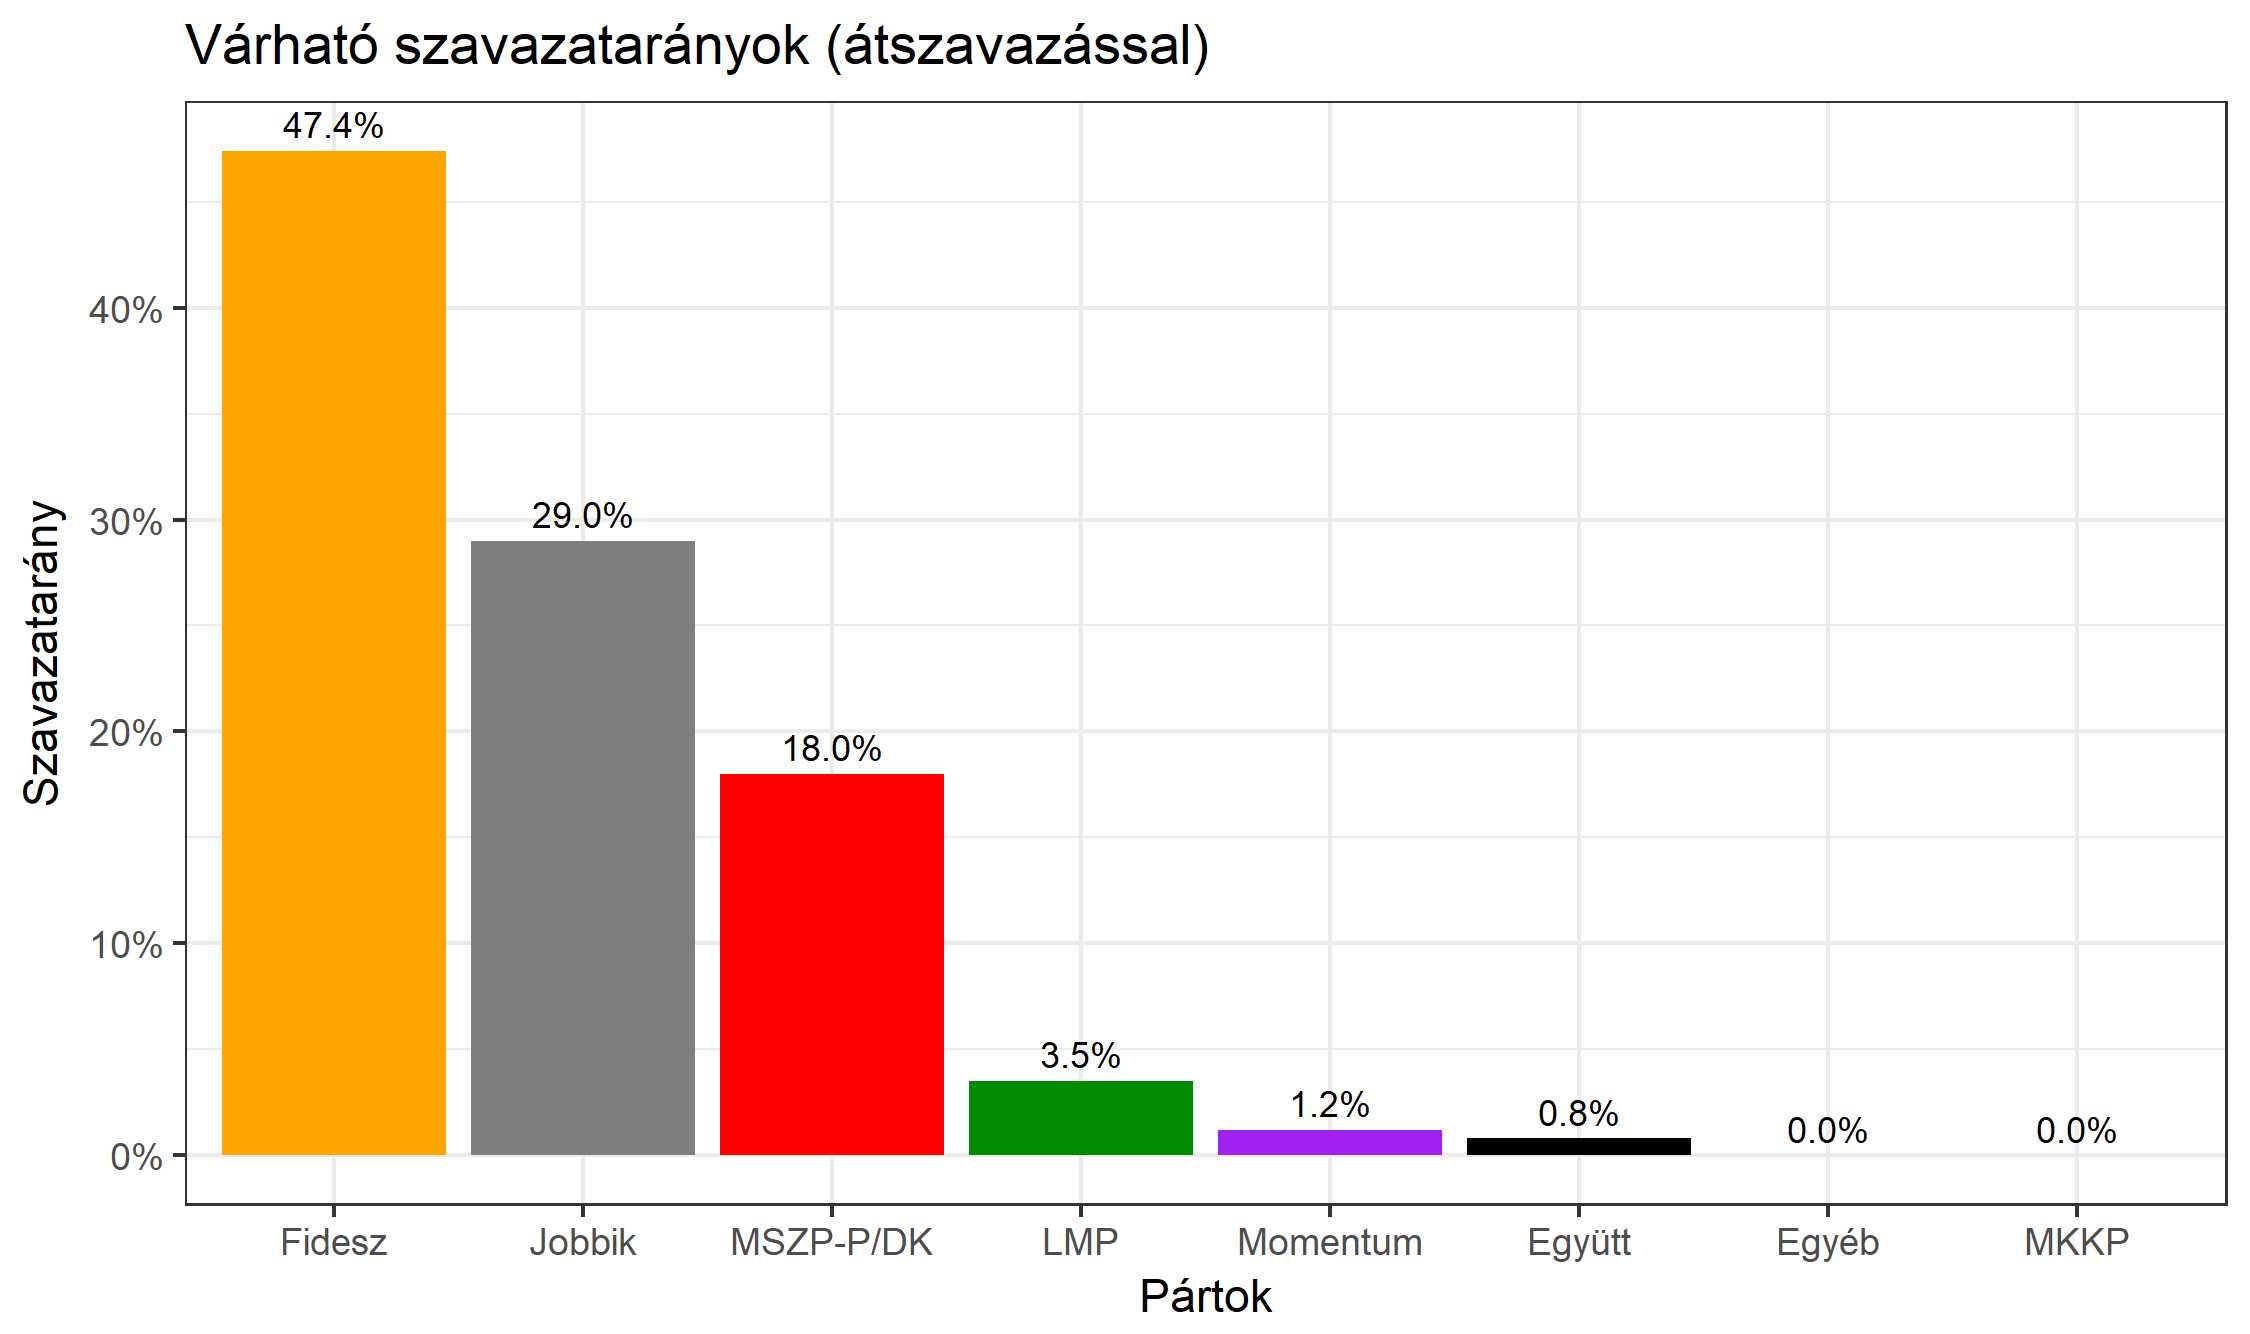 Várható szavazatarányok (átszavazással)
47.4%
29.0%
18.0%
3.5%
1.2%
0.8%
0.0%
0.0%
40%
30%
20%
10%
0%
Szavazatarány
Fidesz
Jobbik
MSZP-P/DK
LMP
Momentum
Együtt
Egyéb
MKKP
Pártok